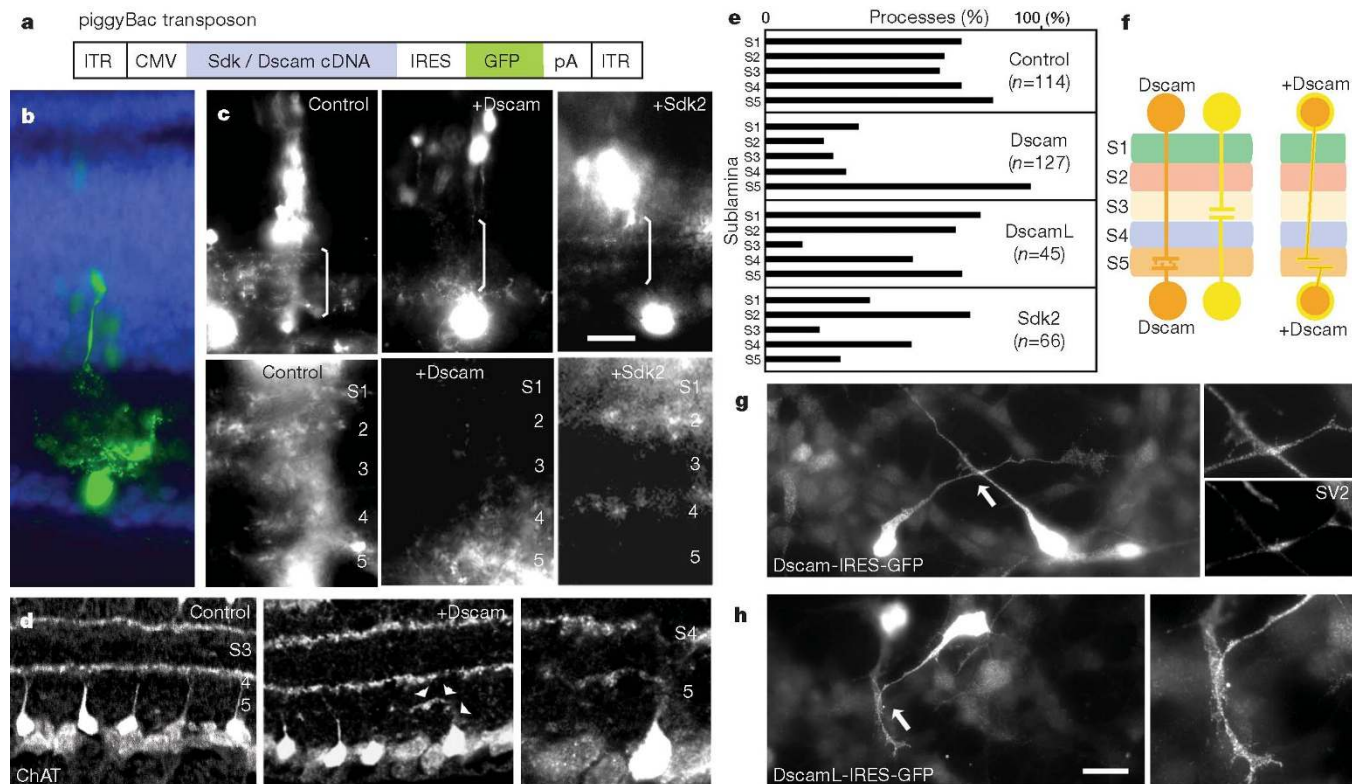 a piggyBac transposon
ITR CMV Sdk / Dscam cDNA IRES GFP pA ITR
b
c
Control
+Dscam
+Sdk2
Control
S1
2
3
4
5
+Dscam
S1
2
3
4
5
+Sdk2
S1
2
3
4
5
d
Control
S3
4
5
ChAT
+Dscam
S4
5
e
0 Processes (%) 100 (%)
Sublamina
S1
S2
S3
S4
S5
Control
(n=114)
S1
S2
S3
S4
S5
Dscam
(n=127)
S1
S2
S3
S4
S5
DscamL
(n=45)
S1
S2
S3
S4
S5
Sdk2
(n=66)
f
Dscam +Dscam
S1
S2
S3
S4
S5
Dscam +Dscam
g
Dscam-IRES-GFP
SV2
h
DscamL-IRES-GFP